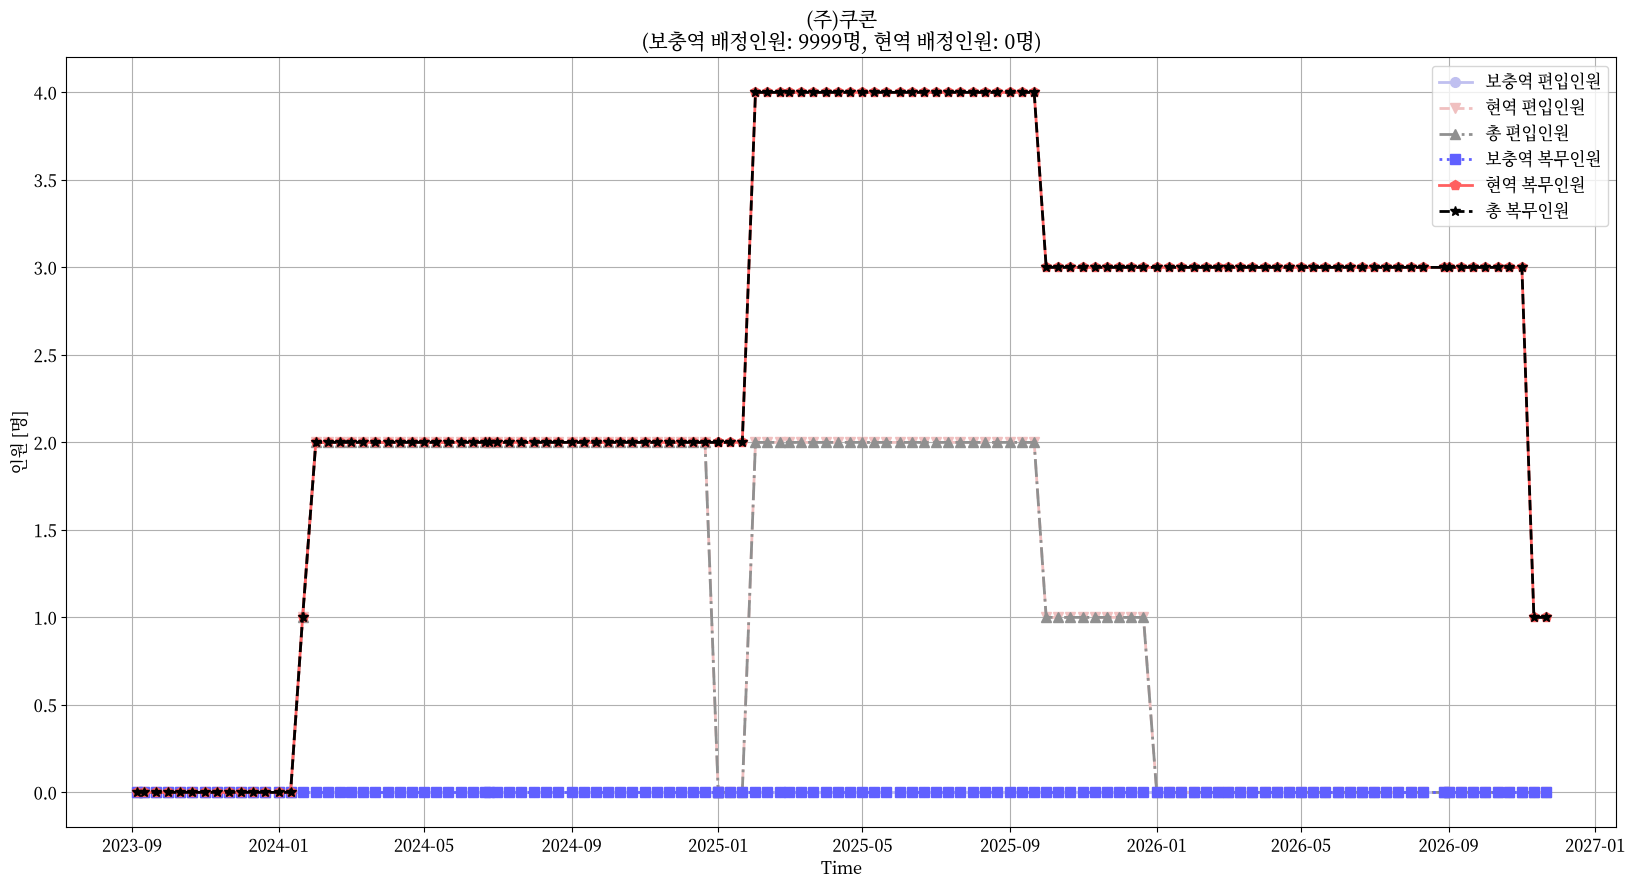 (주)쿠콘
(보충역 배정인원: 9999명, 현역 배정인원: 0명)
보충역 편입인원
현역 편입인원
총 편입인원
보충역 복무인원
현역 복무인원
총 복무인원
인원 [명]
4.0
3.5
3.0
2.5
2.0
1.5
1.0
0.5
0.0
2023-09 2024-01 2024-05 2024-09 2025-01 2025-05 2025-09 2026-01 2026-05 2026-09 2027-01
Time